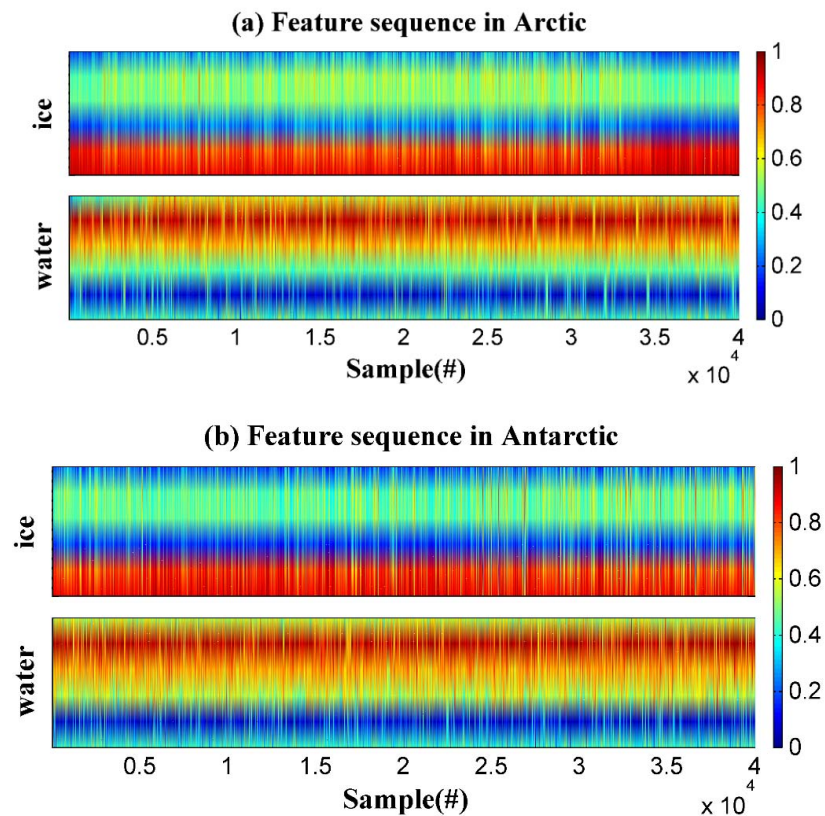 (a) Feature sequence in Arctic
ice
water
1
0.8
0.6
0.4
0.2
0
0.5 1 1.5 2 2.5 3 3.5 4
Sample(#)
x 10^4
(b) Feature sequence in Antarctic
ice
water
1
0.8
0.6
0.4
0.2
0
0.5 1 1.5 2 2.5 3 3.5 4
Sample(#)
x 10^4